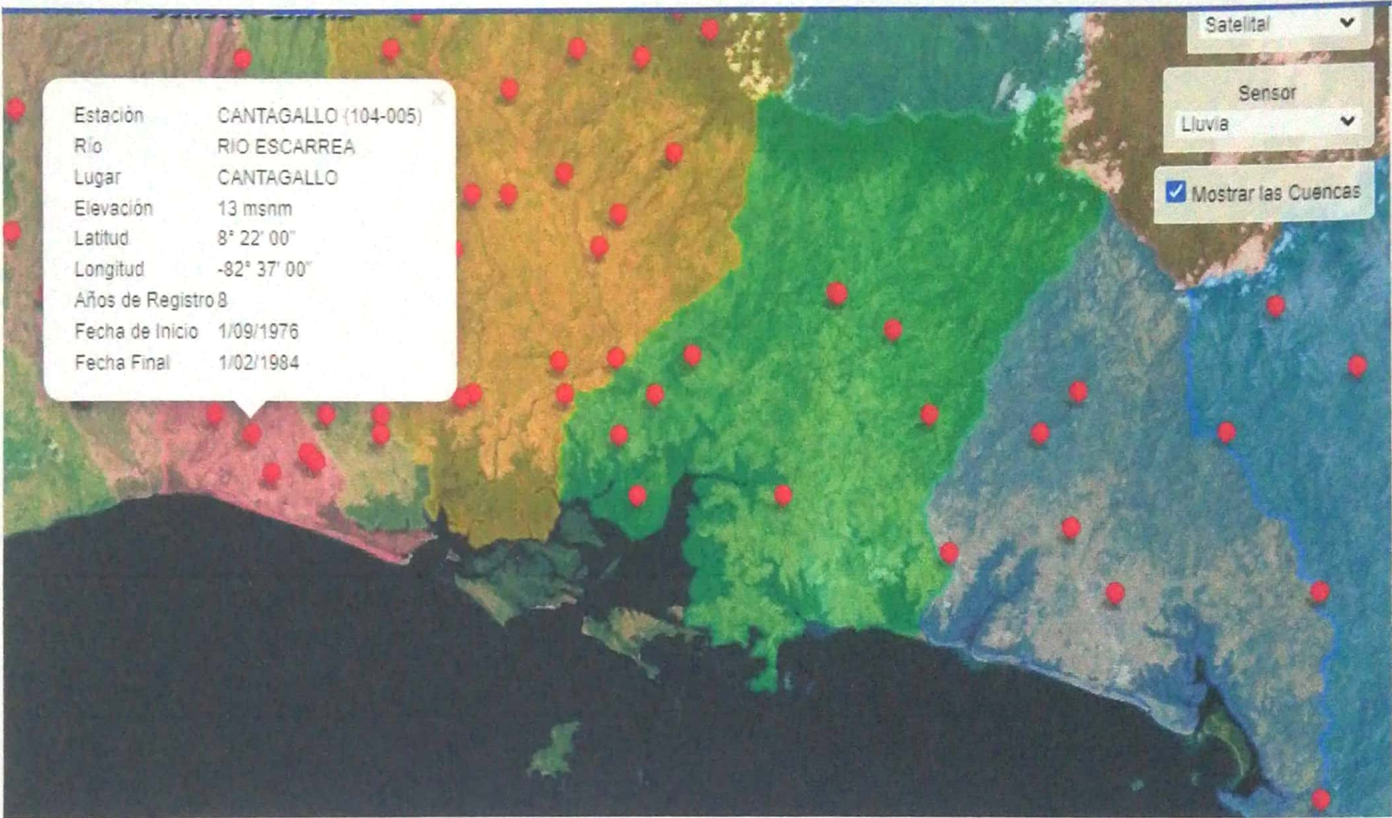 Estación CANTAGALLO (104-005)
Río RIO ESCARREA
Lugar CANTAGALLO
Elevación 13 msnm
Latitud 8° 22' 00"
Longitud -82° 37' 00"
Años de Registro 8
Fecha de Inicio 1/09/1976
Fecha Final 1/02/1984
Satelital
Sensor
Lluvia
Mostrar las Cuencas